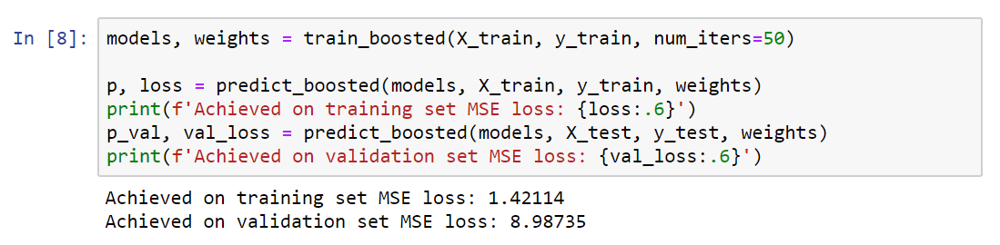 In [8]: models, weights = train_boosted(X_train, y_train, num_iters=50)
p, loss = predict_boosted(models, X_train, y_train, weights)
print(f'Achieved on training set MSE loss: {loss:.6}')
p_val, val_loss = predict_boosted(models, X_test, y_test, weights)
print(f'Achieved on validation set MSE loss: {val_loss:.6}')
Achieved on training set MSE loss: 1.42114
Achieved on validation set MSE loss: 8.98735